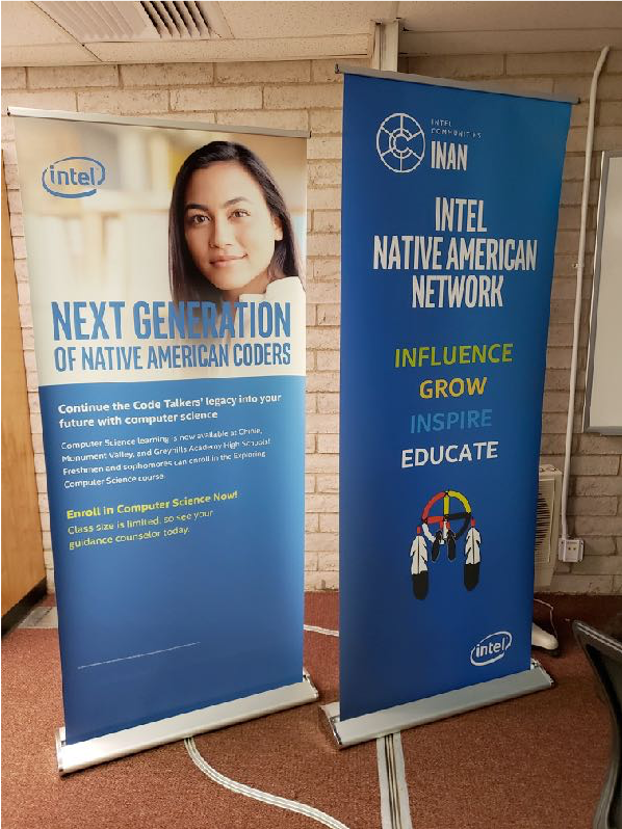 intel
NEXT GENERATION
OF NATIVE AMERICAN CODERS
Continue the Code Talkers' legacy into your
future with computer science
Computer Science learning is now available at Chinle,
Monument Valley, and Greyhills Academy High Schools!
Freshmen and sophomores can enroll in the Exploring
Computer Science course.
Enroll in Computer Science Now!
Class size is limited, so see your
guidance counselor today.
INTEL
COMMUNITIES
INAN
INTEL
NATIVE AMERICAN
NETWORK
INFLUENCE
GROW
INSPIRE
EDUCATE
intel